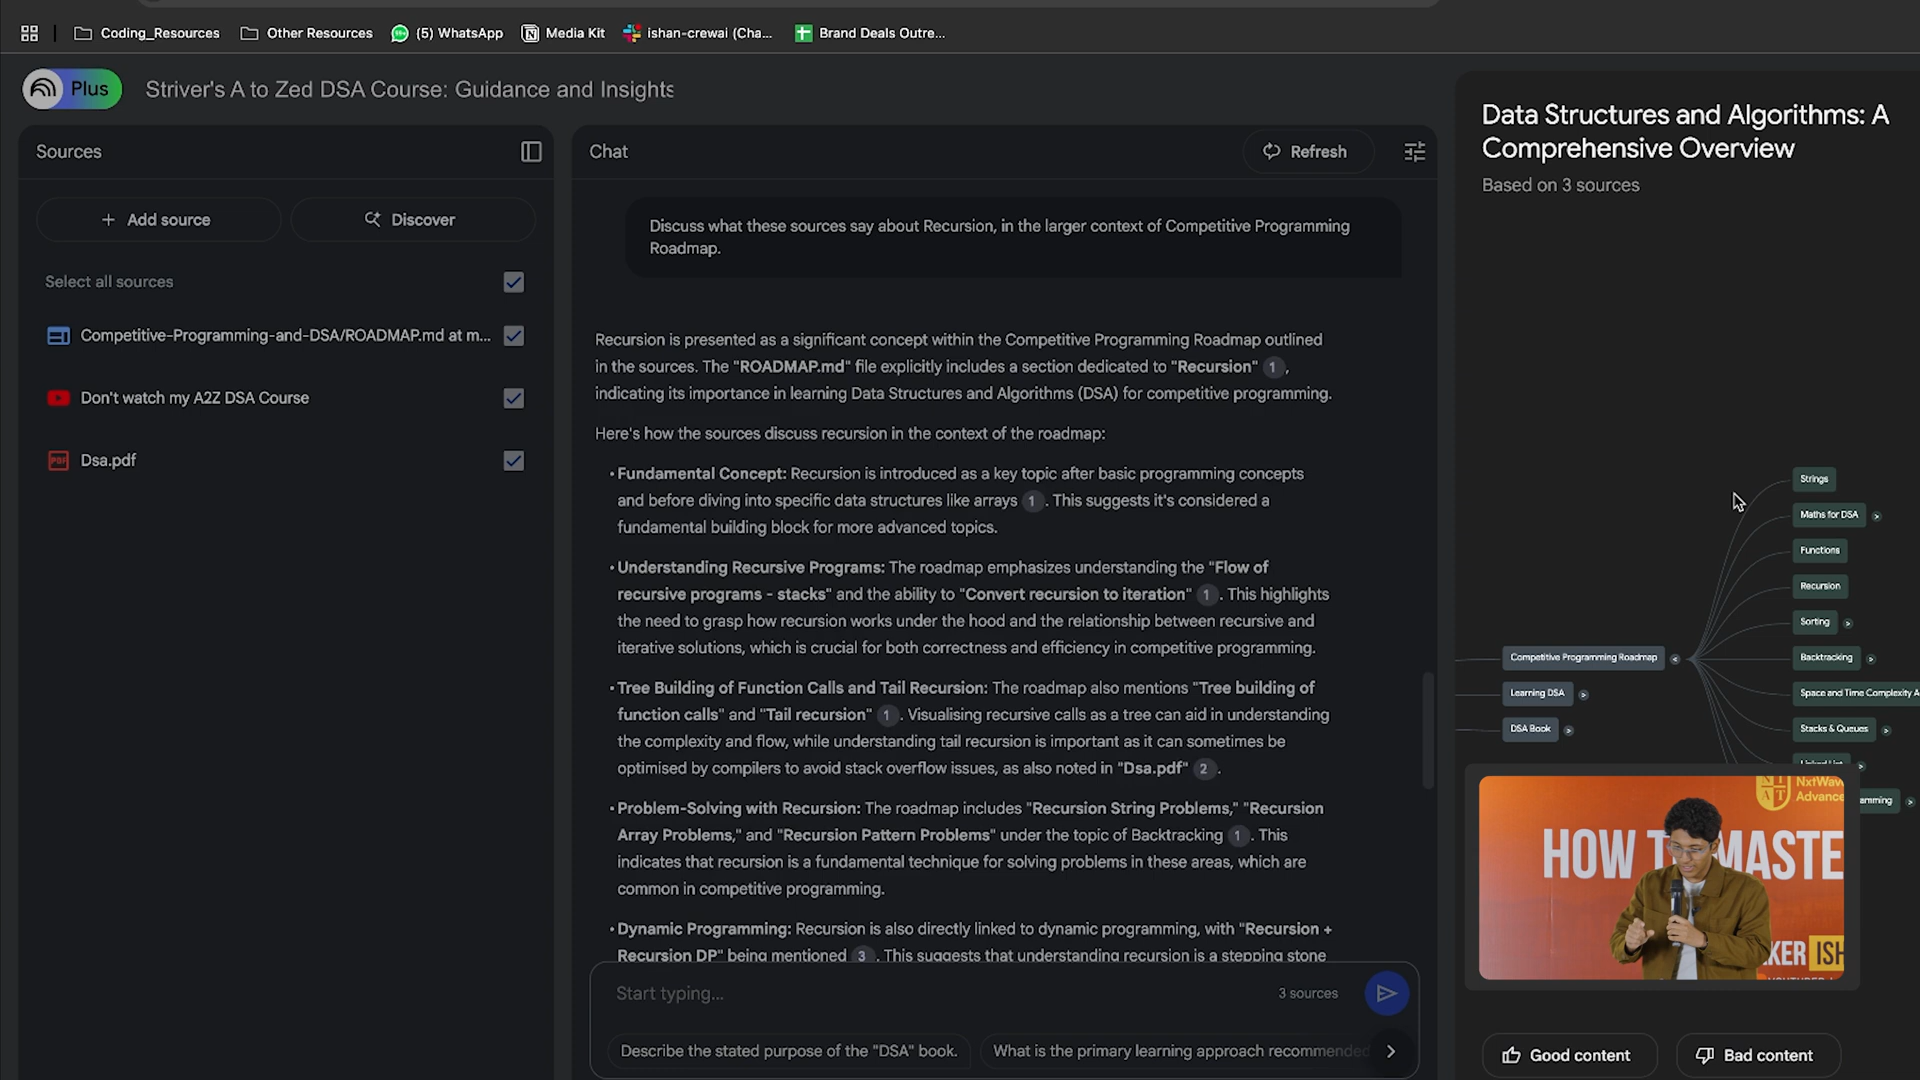 Coding_Resources
Other Resources
(5) WhatsApp
Media Kit
ishan-crewai (Cha...
Brand Deals Outre...
Plus
Striver's A to Zed DSA Course: Guidance and Insights
Sources
Add source
Discover
Select all sources
Competitive-Programming-and-DSA/ROADMAP.md at m...
Don't watch my A2Z DSA Course
PDF
Dsa.pdf
Chat
Refresh
Discuss what these sources say about Recursion, in the larger context of Competitive Programming
Roadmap.
Recursion is presented as a significant concept within the Competitive Programming Roadmap outlined
in the sources. The "ROADMAP.md" file explicitly includes a section dedicated to "Recursion" 1 ,
indicating its importance in learning Data Structures and Algorithms (DSA) for competitive programming.
Here's how the sources discuss recursion in the context of the roadmap:
• Fundamental Concept: Recursion is introduced as a key topic after basic programming concepts
and before diving into specific data structures like arrays 1 . This suggests it's considered a
fundamental building block for more advanced topics.
• Understanding Recursive Programs: The roadmap emphasizes understanding the "Flow of
recursive programs - stacks" and the ability to "Convert recursion to iteration" 1 . This highlights
the need to grasp how recursion works under the hood and the relationship between recursive and
iterative solutions, which is crucial for both correctness and efficiency in competitive programming.
• Tree Building of Function Calls and Tail Recursion: The roadmap also mentions "Tree building of
function calls" and "Tail recursion" 1 . Visualising recursive calls as a tree can aid in understanding
the complexity and flow, while understanding tail recursion is important as it can sometimes be
optimised by compilers to avoid stack overflow issues, as also noted in "Dsa.pdf" 2 .
• Problem-Solving with Recursion: The roadmap includes "Recursion String Problems," "Recursion
Array Problems," and "Recursion Pattern Problems" under the topic of Backtracking 1 . This
indicates that recursion is a fundamental technique for solving problems in these areas, which are
common in competitive programming.
• Dynamic Programming: Recursion is also directly linked to dynamic programming, with "Recursion +
Recursion DP" being mentioned 3 . This suggests that understanding recursion is a stepping stone
Start typing...
3 sources
Describe the stated purpose of the "DSA" book.
What is the primary learning approach recommended
Data Structures and Algorithms: A
Comprehensive Overview
Based on 3 sources
Strings
Maths for DSA
Functions
Recursion
Sorting
Competitive Programming Roadmap
Backtracking
Learning DSA
Space and Time Complexity A
DSA Book
Stacks & Queues
Linked List
amming
NIAT
NxtWave
Advance
HOW T MASTE
KER ISH
Good content
Bad content